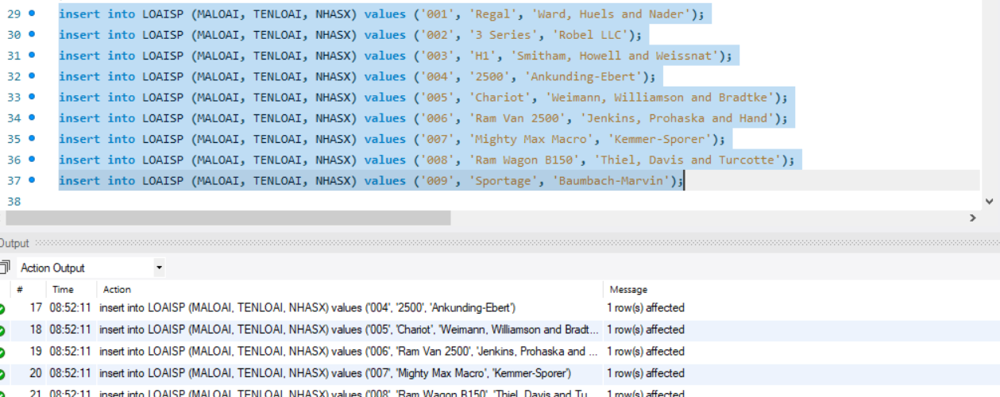 29 insert into LOAISP (MALOAI, TENLOAI, NHASX) values ('001', 'Regal', 'Ward, Huels and Nader');
30 insert into LOAISP (MALOAI, TENLOAI, NHASX) values ('002', '3 Series', 'Robel LLC');
31 insert into LOAISP (MALOAI, TENLOAI, NHASX) values ('003', 'H1', 'Smitham, Howell and Weissnat');
32 insert into LOAISP (MALOAI, TENLOAI, NHASX) values ('004', '2500', 'Ankunding-Ebert');
33 insert into LOAISP (MALOAI, TENLOAI, NHASX) values ('005', 'Chariot', 'Weimann, Williamson and Bradtke');
34 insert into LOAISP (MALOAI, TENLOAI, NHASX) values ('006', 'Ram Van 2500', 'Jenkins, Prohaska and Hand');
35 insert into LOAISP (MALOAI, TENLOAI, NHASX) values ('007', 'Mighty Max Macro', 'Kemmer-Sporer');
36 insert into LOAISP (MALOAI, TENLOAI, NHASX) values ('008', 'Ram Wagon B150', 'Thiel, Davis and Turcotte');
37 insert into LOAISP (MALOAI, TENLOAI, NHASX) values ('009', 'Sportage', 'Baumbach-Marvin');
38
Output
Action Output
# Time Action Message
17 08:52:11 insert into LOAISP (MALOAI, TENLOAI, NHASX) values ('004', '2500', 'Ankunding-Ebert') 1 row(s) affected
18 08:52:11 insert into LOAISP (MALOAI, TENLOAI, NHASX) values ('005', 'Chariot', 'Weimann, Williamson and Bradt... 1 row(s) affected
19 08:52:11 insert into LOAISP (MALOAI, TENLOAI, NHASX) values ('006', 'Ram Van 2500', 'Jenkins, Prohaska and ... 1 row(s) affected
20 08:52:11 insert into LOAISP (MALOAI, TENLOAI, NHASX) values ('007', 'Mighty Max Macro', 'Kemmer-Sporer') 1 row(s) affected
21 08:52:11 insert into LOAISP (MALOAI, TENLOAI, NHASX) values ('008', 'Ram Wagon B150', 'Thiel, Davis and Tu... 1 row(s) affected